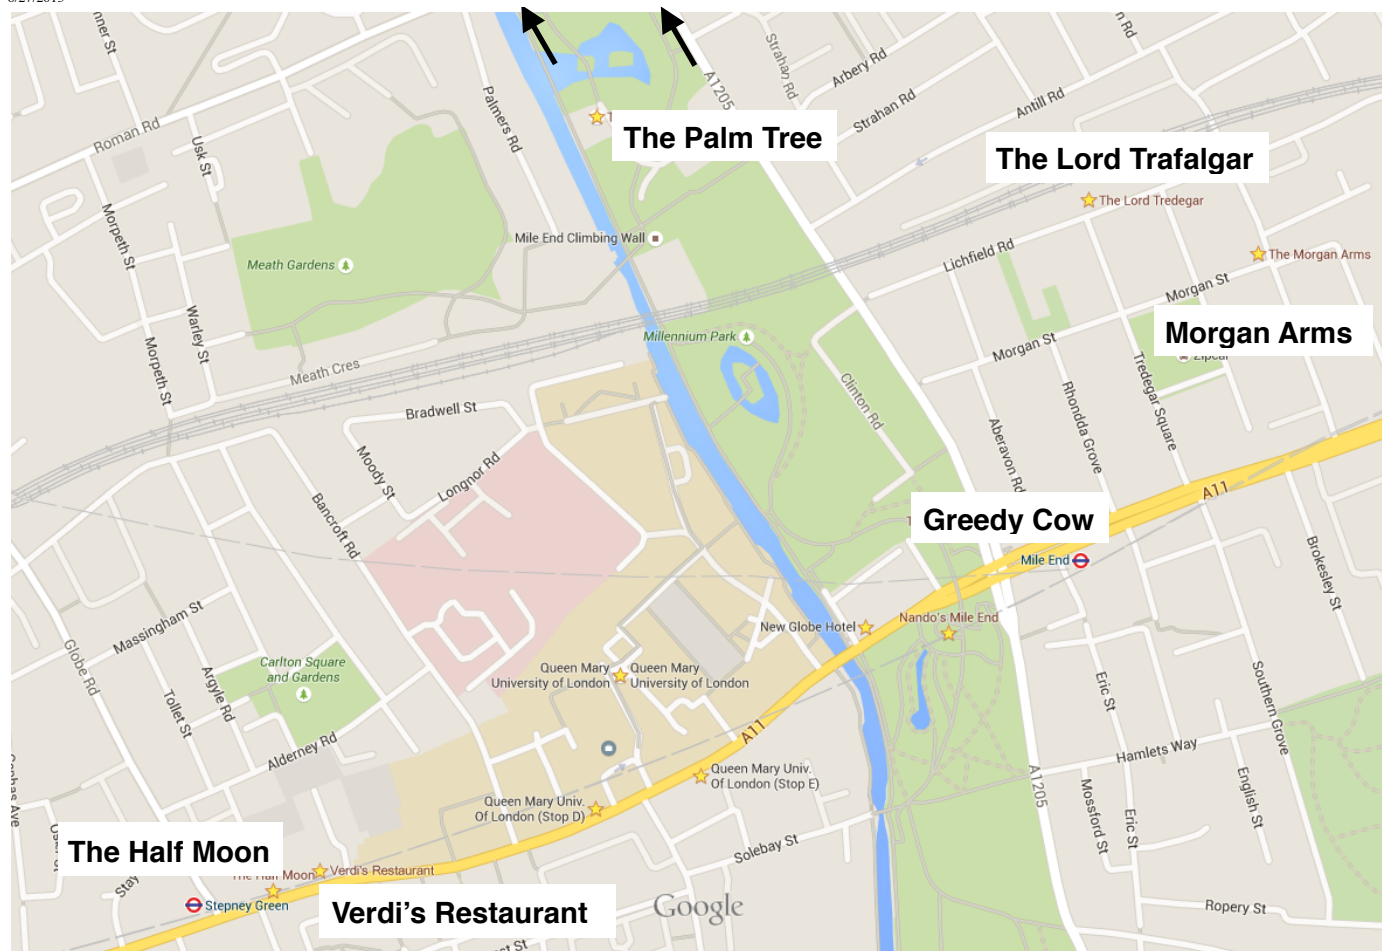 Roman Rd
Usk St
Palmers Rd
A1205
Strahan Rd
Arbery Rd
Strahan Rd
Antill Rd
The Palm Tree
The Lord Trafalgar
The Lord Tredegar
Morpeth St
Mile End Climbing Wall
Meath Gardens
Lichfield Rd
The Morgan Arms
Morgan St
Warley St
Millennium Park
Morgan Arms
Morgan St
Zipcar
Morpeth St
Meath Cres
Clinton Rd
Rhondda Grove
Tredegar Square
Bradwell St
Aberavon Rd
Moody St
Longnor Rd
Bancroft Rd
A11
Greedy Cow
Mile End
Brokesley St
Massingham St
New Globe Hotel
Nando's Mile End
Globe Rd
Carlton Square
and Gardens
Argyle Rd
Tollet St
Queen Mary
University of London
Queen Mary
University of London
Eric St
Southern Grove
Alderney Rd
A11
Hamlets Way
A1205
Queen Mary Univ.
Of London (Stop E)
Mossford St
Eric St
English St
Queen Mary Univ.
Of London (Stop D)
Solebay St
The Half Moon
The Half Moon
Verdi's Restaurant
Stepney Green
Verdi's Restaurant
Google
Ropery St